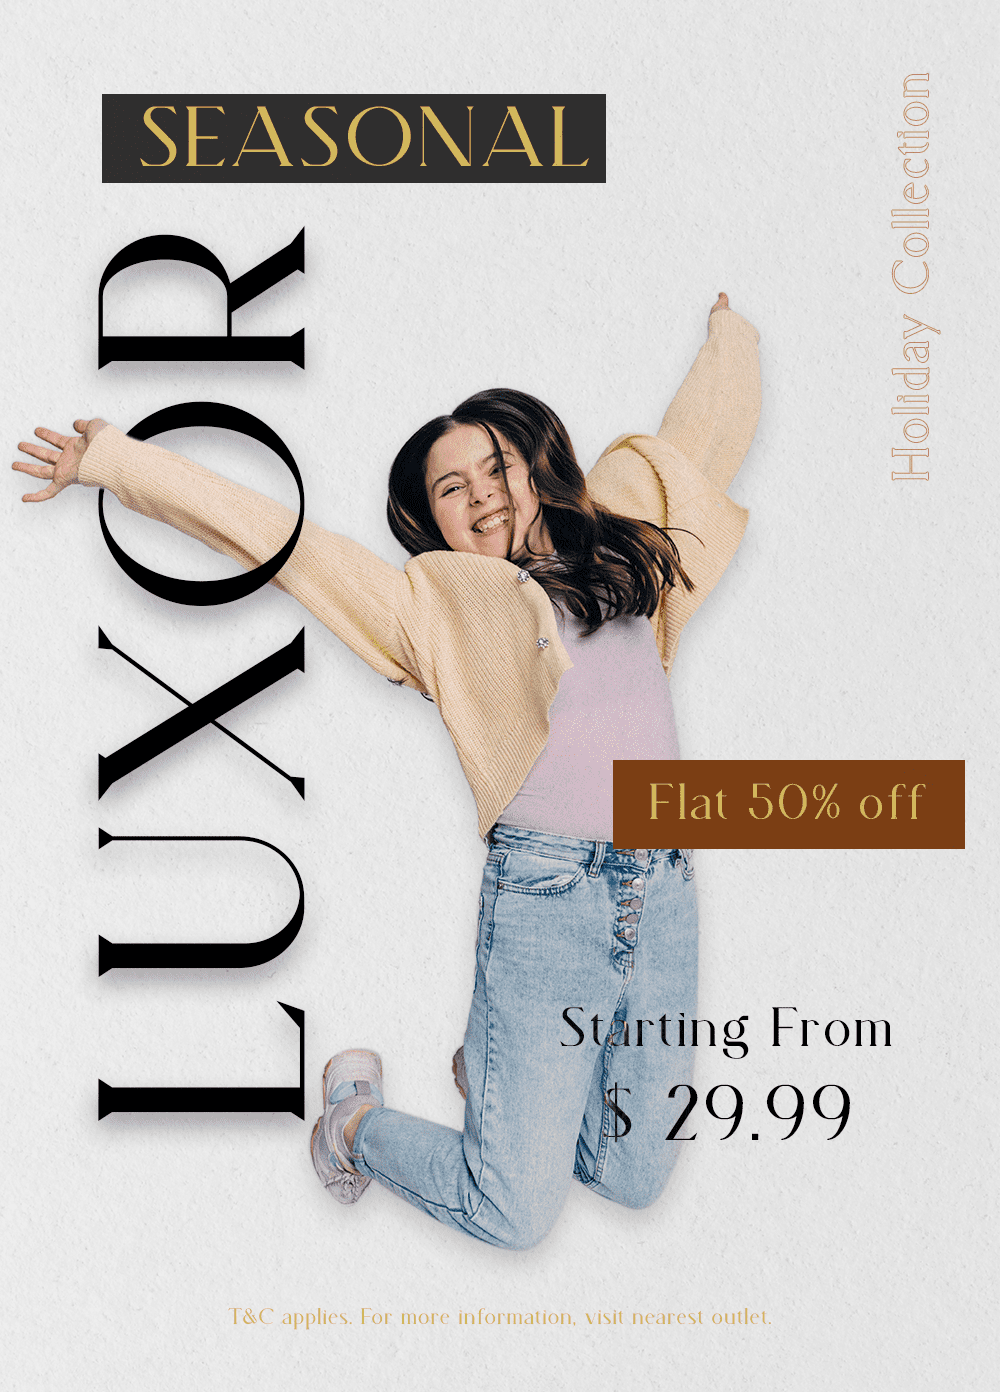 SEASONAL
LUXOR
Holiday Collection
Flat 50% off
Starting From
$ 29.99
T&C applies. For more information, visit nearest outlet.